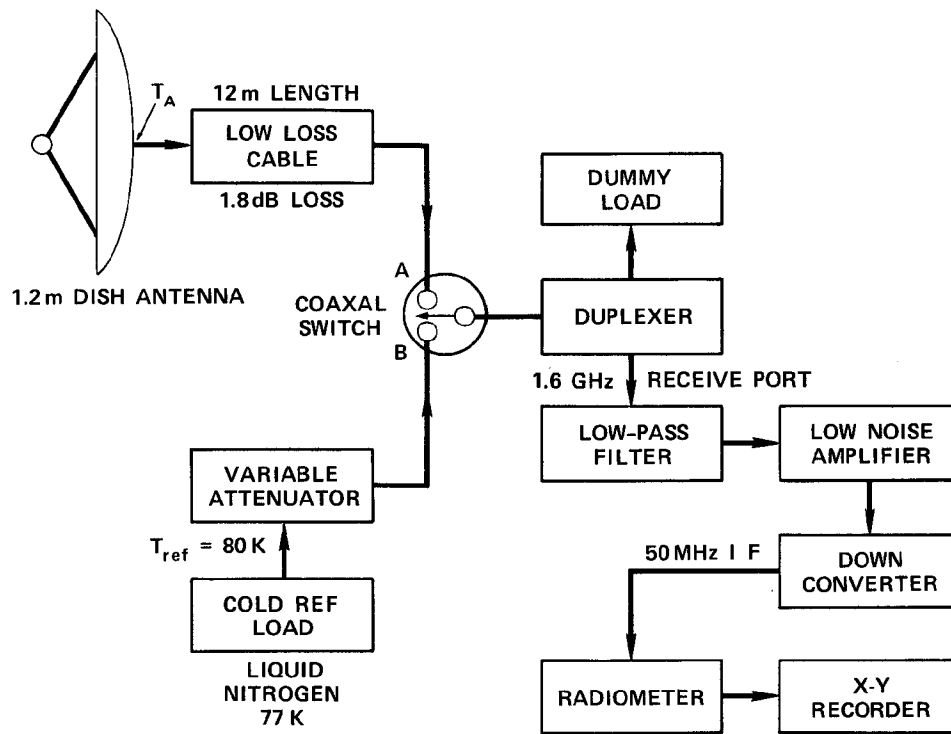 T_A
12 m LENGTH
LOW LOSS
CABLE
1.8 dB LOSS
1.2 m DISH ANTENNA
DUMMY
LOAD
A
COAXAL
SWITCH
B
DUPLEXER
1.6 GHz RECEIVE PORT
LOW-PASS
FILTER
LOW NOISE
AMPLIFIER
VARIABLE
ATTENUATOR
T_ref = 80 K
COLD REF
LOAD
LIQUID
NITROGEN
77 K
50 MHz I F
DOWN
CONVERTER
RADIOMETER
X-Y
RECORDER